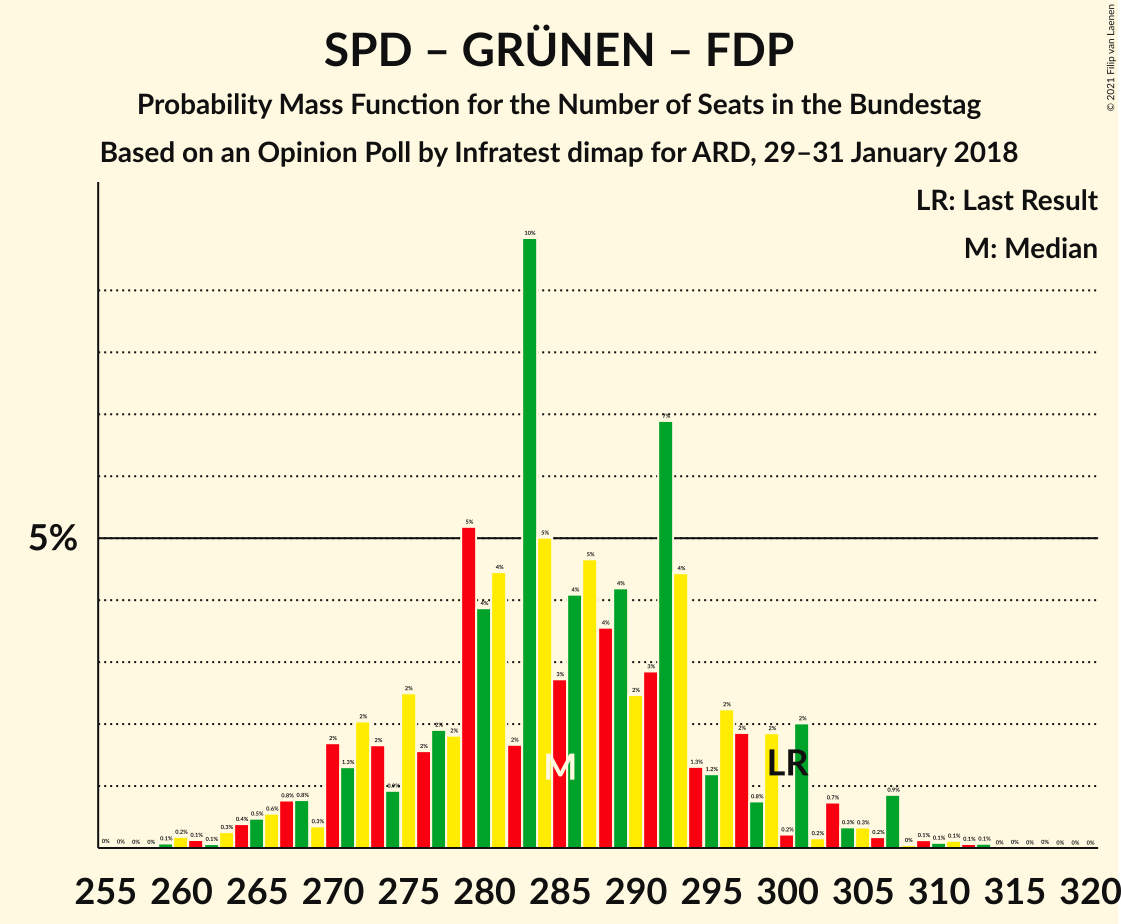 SPD – GRÜNEN – FDP
Probability Mass Function for the Number of Seats in the Bundestag
Based on an Opinion Poll by Infratest dimap for ARD, 29–31 January 2018
© 2021 Filip van Laenen
LR: Last Result
M: Median
5%
0% 0% 0% 0% 0.1% 0.2% 0.1% 0.1% 0.3% 0.4% 0.5% 0.6% 0.8% 0.8% 0.3% 2% 1.3% 2% 2% 0.9% 2% 2% 2% 2% 5% 4% 4% 2% 10% 5% 3% 4% 5% 4% 4% 2% 3% 7% 4% 1.3% 1.2% 2% 2% 0.8% 2% 0.2% 2% 0.2% 0.7% 0.3% 0.3% 0.2% 0.9% 0% 0.1% 0.1% 0.1% 0.1% 0.1% 0% 0% 0% 0% 0% 0% 0%
M LR
255 260 265 270 275 280 285 290 295 300 305 310 315 320